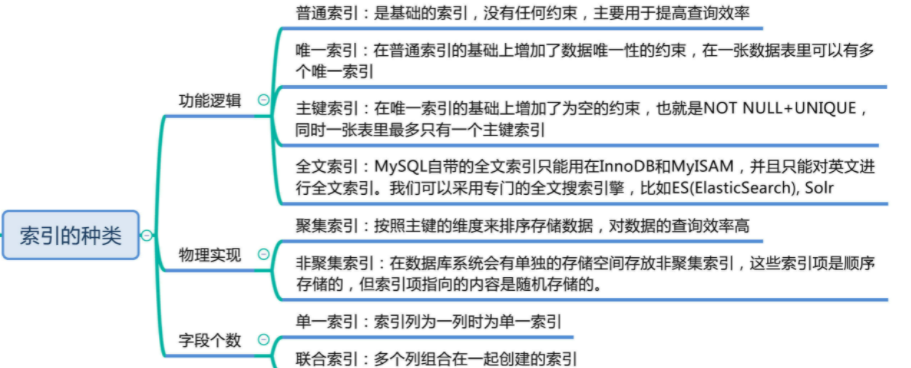 索引的种类
功能逻辑
普通索引：是基础的索引，没有任何约束，主要用于提高查询效率
唯一索引：在普通索引的基础上增加了数据唯一性的约束，在一张数据表里可以有多
个唯一索引
主键索引：在唯一索引的基础上增加了为空的约束，也就是NOT NULL+UNIQUE，
同时一张表里最多只有一个主键索引
全文索引：MySQL自带的全文索引只能用在InnoDB和MyISAM，并且只能对英文进
行全文索引。我们可以采用专门的全文搜索引擎，比如ES(ElasticSearch), Solr
物理实现
聚集索引：按照主键的维度来排序存储数据，对数据的查询效率高
非聚集索引：在数据库系统会有单独的存储空间存放非聚集索引，这些索引项是顺序
存储的，但索引项指向的内容是随机存储的。
字段个数
单一索引：索引列为一列时为单一索引
联合索引：多个列组合在一起创建的索引